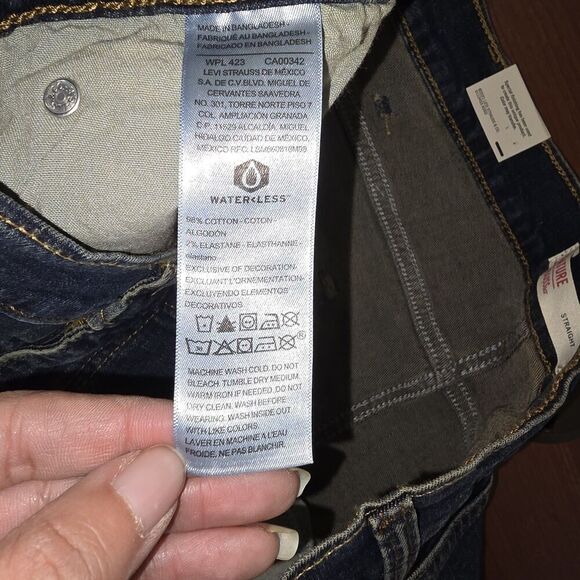 MADE IN BANGLADESH -
FABRIQUÉ AU BANGLADESH -
FABRICADO EN BANGLADESH
WPL 423 CA00342
LEVI STRAUSS DE MÉXICO
S.A. DE C.V.BLVD. MIGUEL DE
CERVANTES SAAVEDRA
NO. 301, TORRE NORTE PISO 7
COL. AMPLIACIÓN GRANADA
C.P. 11529 ALCALDÍA. MIGUEL
HIDALGO CIUDAD DE MÉXICO,
MÉXICO RFC:
WATER<LESS™
98% COTTON - COTON -
ALGODÓN
2% ELASTANE - ELASTHANNE -
elastano
EXCLUSIVE OF DECORATION.
EXCLUANT L'ORNEMENTATION-
EXCLUYENDO ELEMENTOS
DECORATIVOS
MACHINE WASH COLD. DO NOT
BLEACH. TUMBLE DRY MEDIUM.
WARM IRON IF NEEDED. DO NOT
DRY CLEAN. WASH BEFORE
WEARING. WASH INSIDE OUT
WITH LIKE COLORS.
LAVER EN MACHINE À L'EAU
FROIDE. NE PAS BLANCHIR.
STRAIGHT